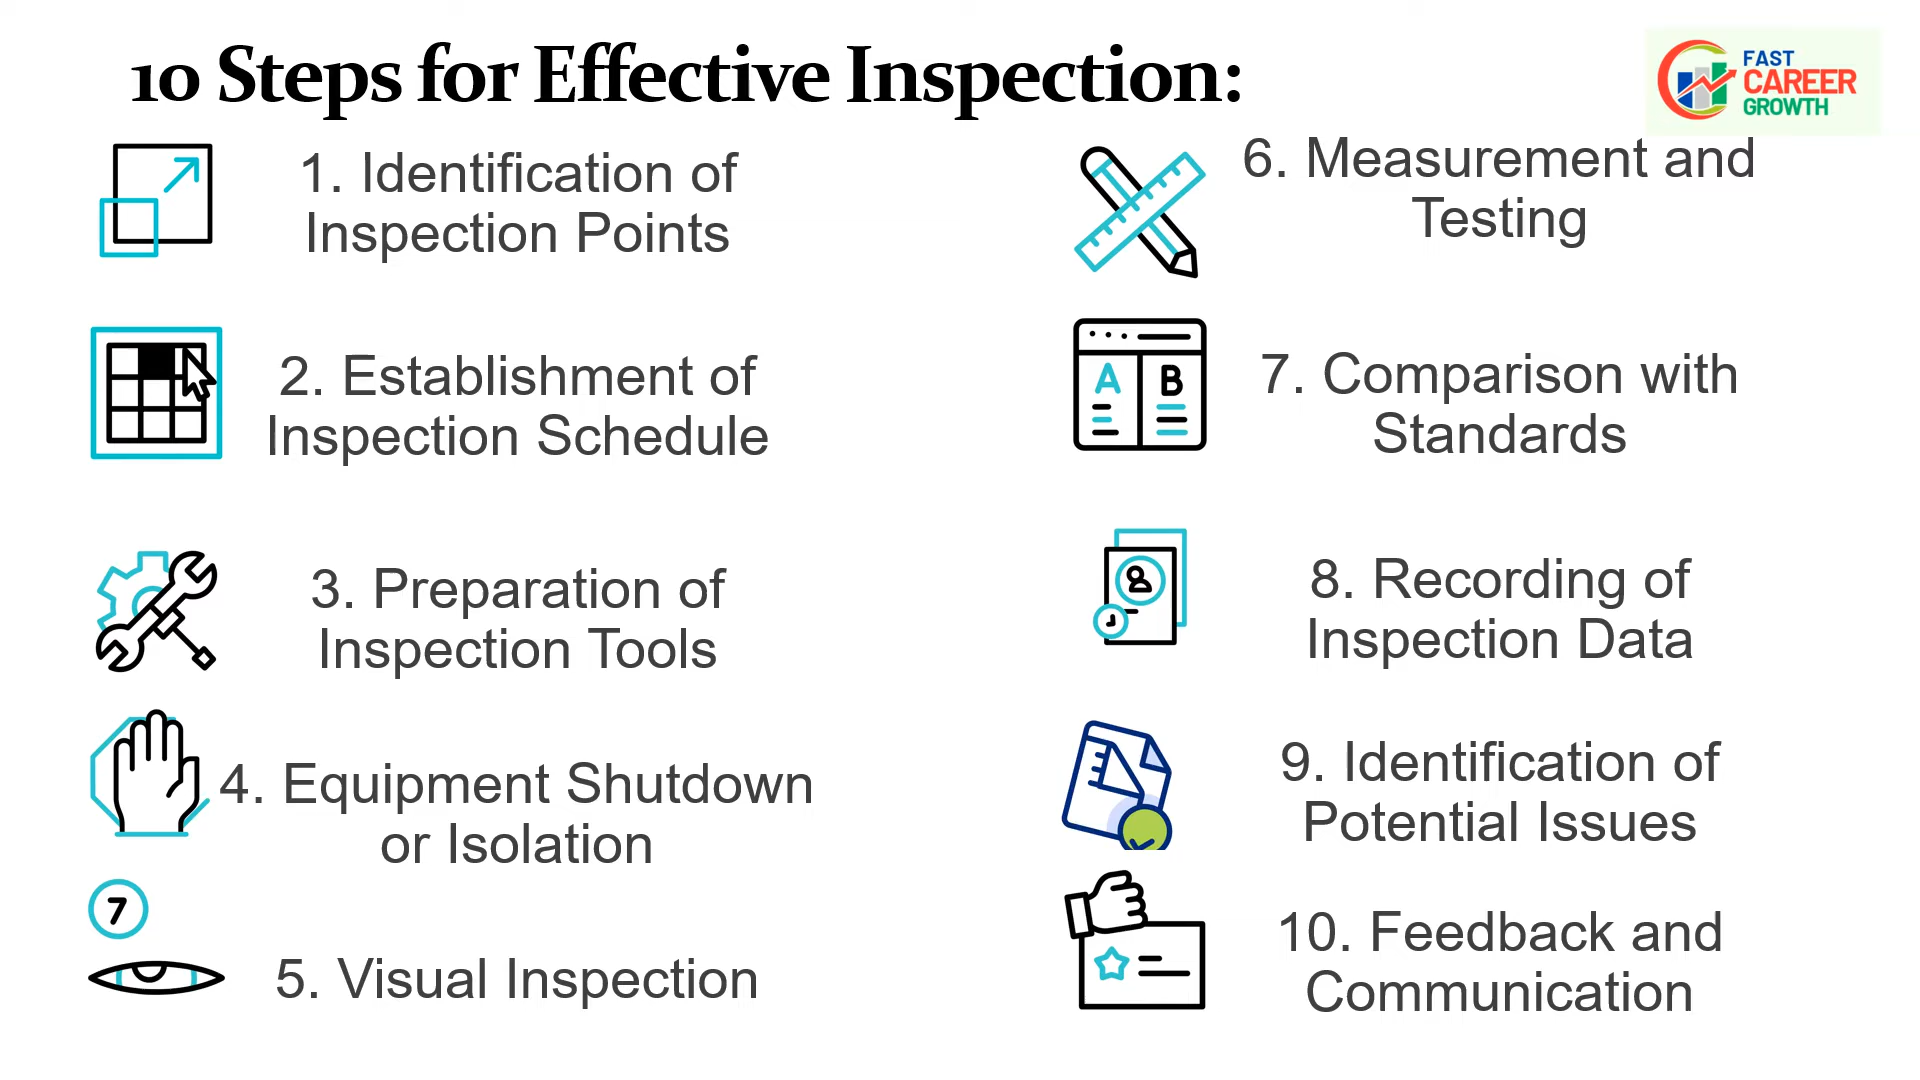 10 Steps for Effective Inspection:
FAST
CAREER
GROWTH
1. Identification of
Inspection Points
2. Establishment of
Inspection Schedule
3. Preparation of
Inspection Tools
4. Equipment Shutdown
or Isolation
7
5. Visual Inspection
6. Measurement and
Testing
A B
7. Comparison with
Standards
8. Recording of
Inspection Data
9. Identification of
Potential Issues
10. Feedback and
Communication